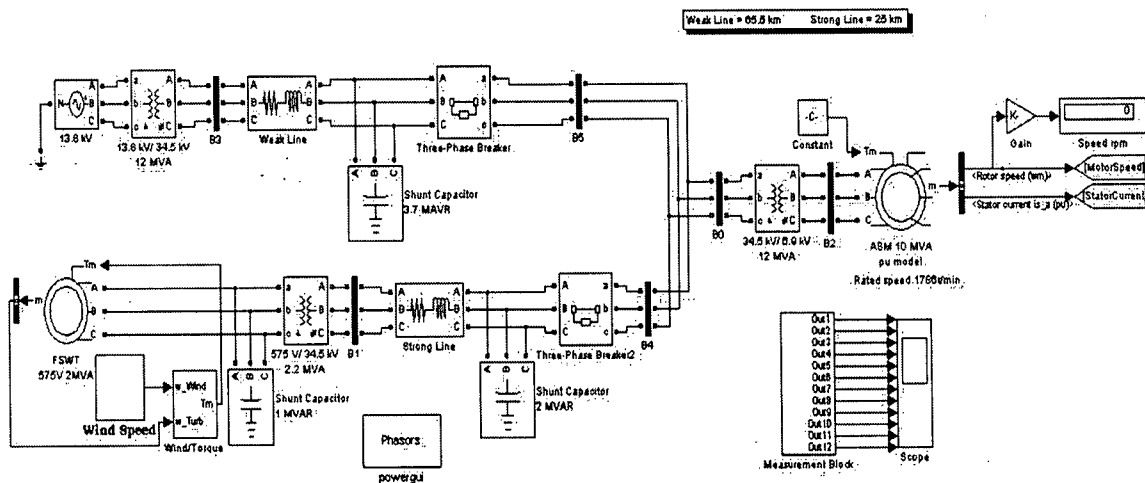 Weak Line = 65.5 km Strong Line = 25 km
N
A
B
C
13.8 kV
a
b
c
A
B
C
13.8 kV/ 34.5 kV
12 MVA
B3
A
B
C
A
B
C
Weak Line
A
B
C
a
b
c
Three-Phase Breaker
B5
A B C
Shunt Capacitor
3.7 MAVR
B0
a
b
c
A
B
C
34.5 kV/ 6.9 kV
12 MVA
B2
-C-
Constant
Tm
A
B
C
m
ASM 10 MVA
pu model
Rated speed 1766r/min
K-
Gain
0
Speed rpm
<Rotor speed (wm)>
[MotorSpeed]
<Stator current is_a (pu)
[StatorCurrent]
Tm
m
A
B
C
FSWT
575V 2MVA
Wind Speed
w_Wind
Tm
w_Turb
Wind/Torque
A B C
Shunt Capacitor
1 MVAR
a
b
c
A
B
C
575 V/ 34.5 kV
2.2 MVA
B1
A
B
C
A
B
C
Strong Line
A B C
Shunt Capacitor
2 MVAR
A
B
C
a
b
c
Three-Phase Breaker2
B4
Phasors
powergui
Out1
Out2
Out3
Out4
Out5
Out6
Out7
Out8
Out9
Out10
Out11
Out12
Measurement Block
Scope